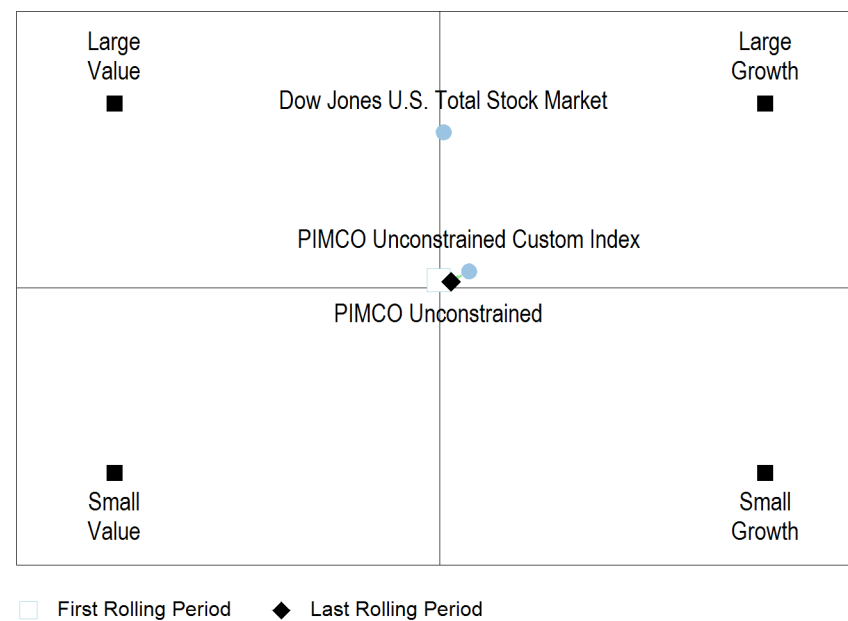 Large
Value
Large
Growth
Dow Jones U.S. Total Stock Market
PIMCO Unconstrained Custom Index
PIMCO Unconstrained
Small
Value
Small
Growth
First Rolling Period
Last Rolling Period